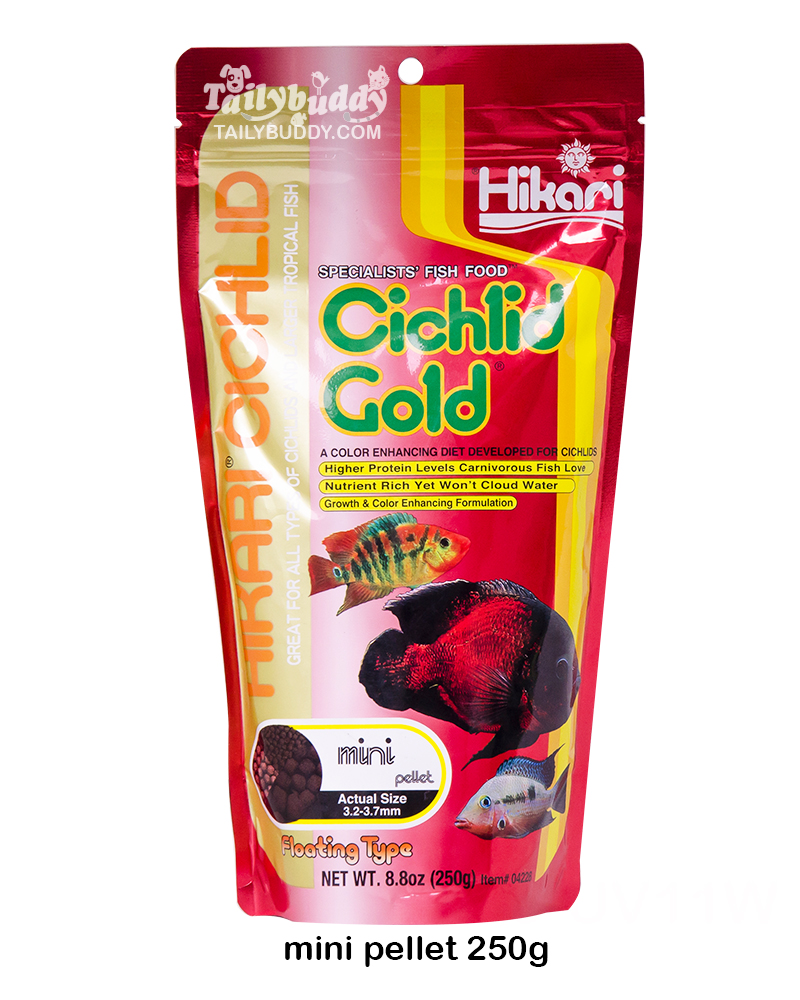 Tailybuddy
TAILYBUDDY.COM
Hikari
HIKARI® CICHLID
GREAT FOR ALL TYPES OF CICHLIDS TROPICAL FISH
SPECIALISTS' FISH FOOD
Cichlid
Gold®
A COLOR ENHANCING DIET DEVELOPED FOR CICHLIDS
Higher Protein Levels Carnivorous Fish Love
Nutrient Rich Yet Won't Cloud Water
Growth & Color Enhancing Formulation
mini
pellet
Actual Size
3.2-3.7mm
Floating Type
NET WT. 8.8oz (250g) Item# 04228
mini pellet 250g